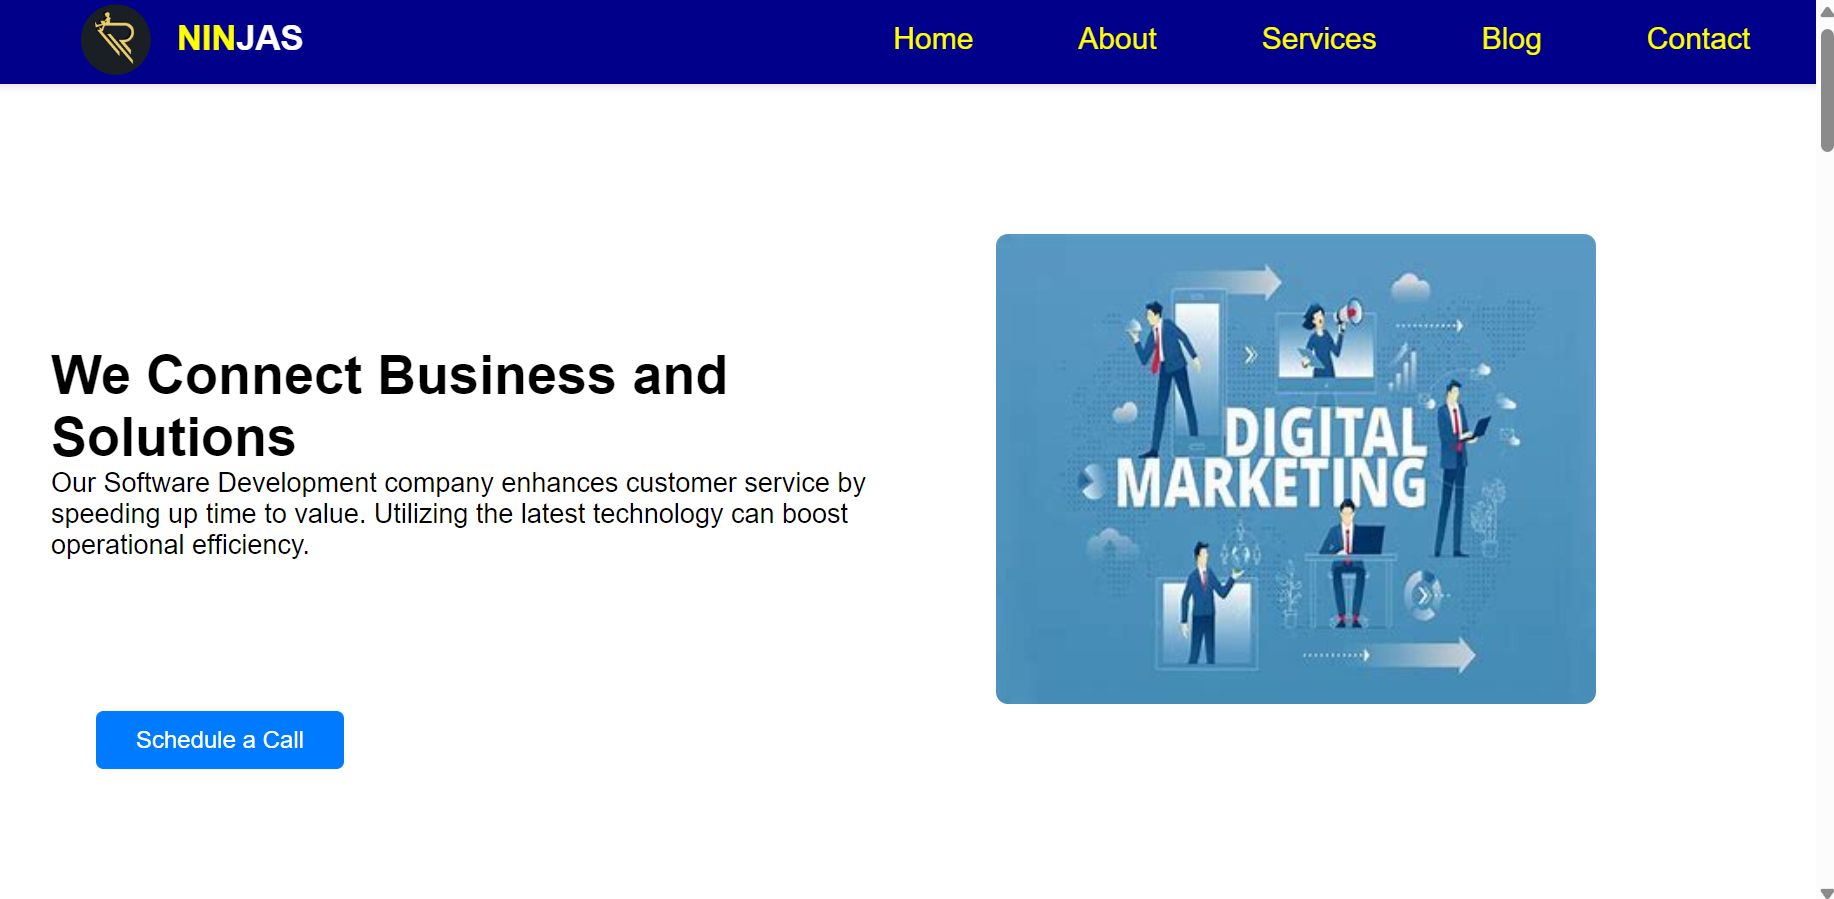 NINJAS
Home
About
Services
Blog
Contact
We Connect Business and
Solutions
Our Software Development company enhances customer service by
speeding up time to value. Utilizing the latest technology can boost
operational efficiency.
Schedule a Call
DIGITAL
MARKETING